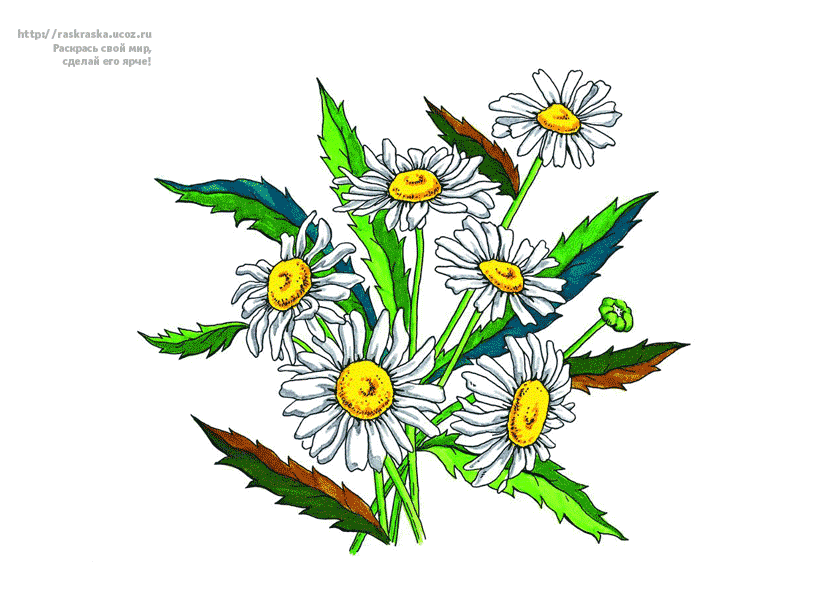 http://raskraska.ucoz.ru
Раскрась свой мир,
сделай его ярче!